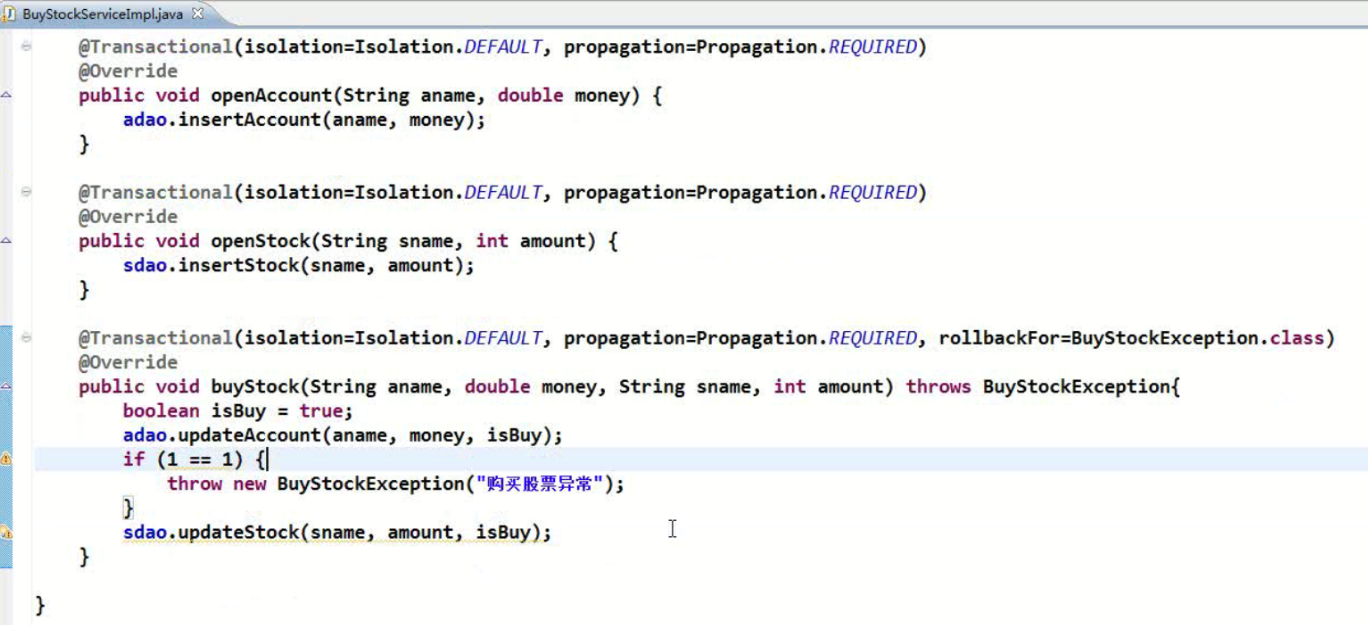 BuyStockServiceImpl.java
@Transactional(isolation=Isolation.DEFAULT, propagation=Propagation.REQUIRED)
@Override
public void openAccount(String aname, double money) {
adao.insertAccount(aname, money);
}
@Transactional(isolation=Isolation.DEFAULT, propagation=Propagation.REQUIRED)
@Override
public void openStock(String sname, int amount) {
sdao.insertStock(sname, amount);
}
@Transactional(isolation=Isolation.DEFAULT, propagation=Propagation.REQUIRED, rollbackFor=BuyStockException.class)
@Override
public void buyStock(String aname, double money, String sname, int amount) throws BuyStockException{
boolean isBuy = true;
adao.updateAccount(aname, money, isBuy);
if (1 == 1) {
throw new BuyStockException("购买股票异常");
}
sdao.updateStock(sname, amount, isBuy);
}
}